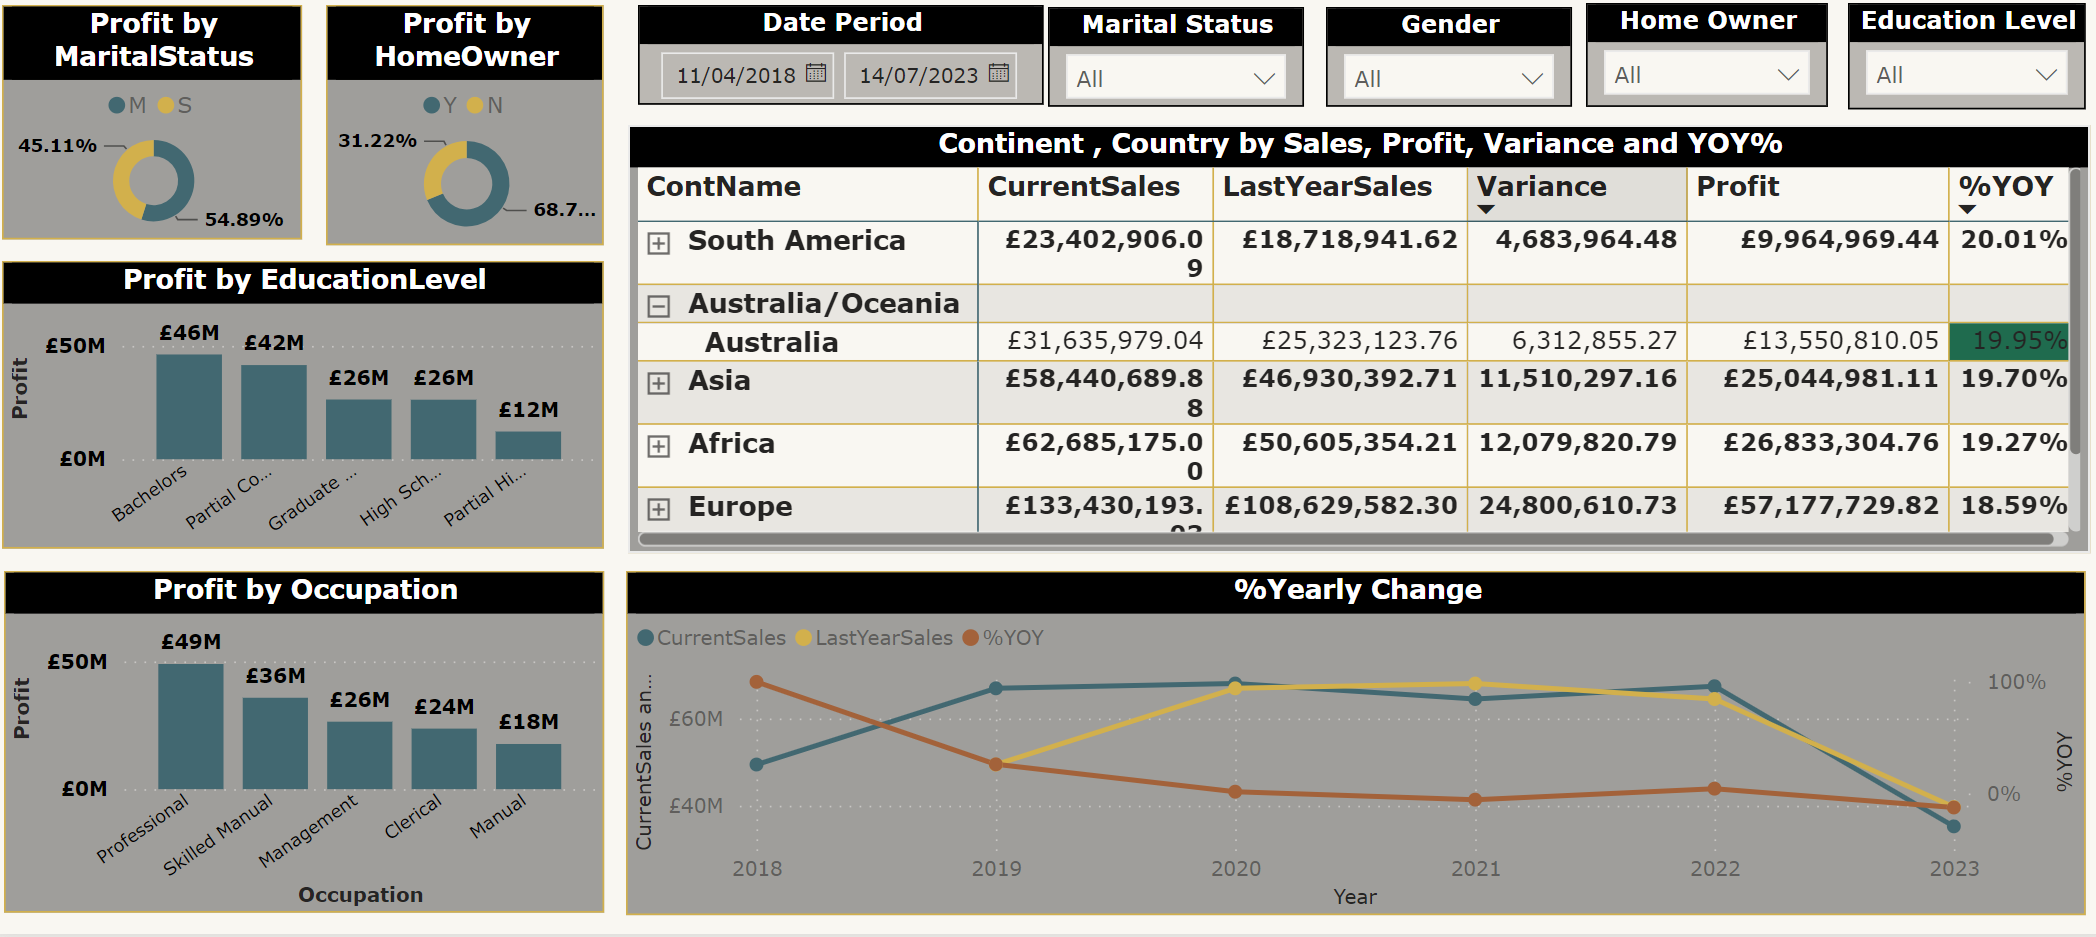 Profit by
MaritalStatus
M S
45.11%
54.89%
Profit by
HomeOwner
Y N
31.22%
68.7...
Date Period
11/04/2018 14/07/2023
Marital Status
All
Gender
All
Home Owner
All
Education Level
All
Profit by EducationLevel
£50M
£0M
Profit
£46M
£42M
£26M
£26M
£12M
Bachelors
Partial Co...
Graduate ...
High Sch...
Partial Hi...
Continent , Country by Sales, Profit, Variance and YOY%
ContName CurrentSales LastYearSales Variance Profit %YOY
South America £23,402,906.0 £18,718,941.62 4,683,964.48 £9,964,969.44 20.01%
9
Australia/Oceania
Australia £31,635,979.04 £25,323,123.76 6,312,855.27 £13,550,810.05 19.95%
Asia £58,440,689.8 £46,930,392.71 11,510,297.16 £25,044,981.11 19.70%
8
Africa £62,685,175.0 £50,605,354.21 12,079,820.79 £26,833,304.76 19.27%
0
Europe £133,430,193. £108,629,582.30 24,800,610.73 £57,177,729.82 18.59%
Profit by Occupation
£50M
£0M
Profit
£49M
£36M
£26M
£24M
£18M
Professional
Skilled Manual
Management
Clerical
Manual
Occupation
%Yearly Change
CurrentSales LastYearSales %YOY
CurrentSales an...
£60M
£40M
100%
0%
%YOY
2018 2019 2020 2021 2022 2023
Year